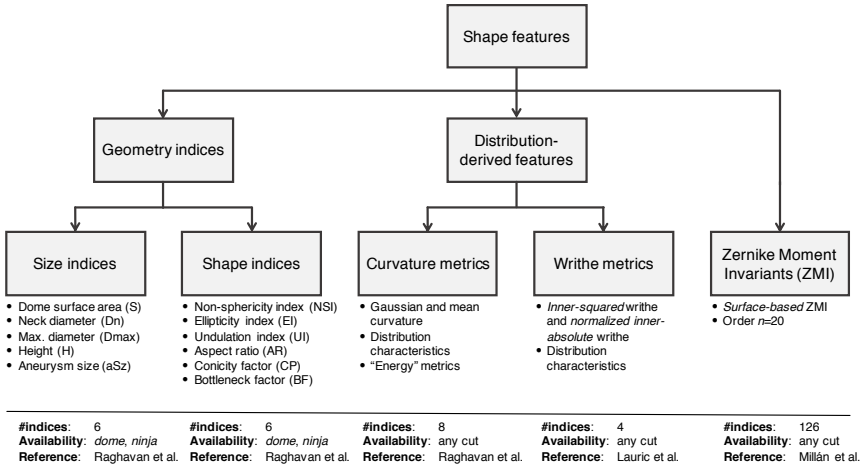 Shape features
Geometry indices
Distribution-
derived features
Size indices
Shape indices
Curvature metrics
Writhe metrics
Zernike Moment
Invariants (ZMI)
• Dome surface area (S)
• Neck diameter (Dn)
• Max. diameter (Dmax)
• Height (H)
• Aneurysm size (aSz)
• Non-sphericity index (NSI)
• Ellipticity index (EI)
• Undulation index (UI)
• Aspect ratio (AR)
• Conicity factor (CP)
• Bottleneck factor (BF)
• Gaussian and mean
curvature
• Distribution
characteristics
• “Energy” metrics
• Inner-squared writhe
and normalized inner-
absolute writhe
• Distribution
characteristics
• Surface-based ZMI
• Order n=20
#indices: 6
Availability: dome, ninja
Reference: Raghavan et al.
#indices: 6
Availability: dome, ninja
Reference: Raghavan et al.
#indices: 8
Availability: any cut
Reference: Raghavan et al.
#indices: 4
Availability: any cut
Reference: Lauric et al.
#indices: 126
Availability: any cut
Reference: Millán et al.